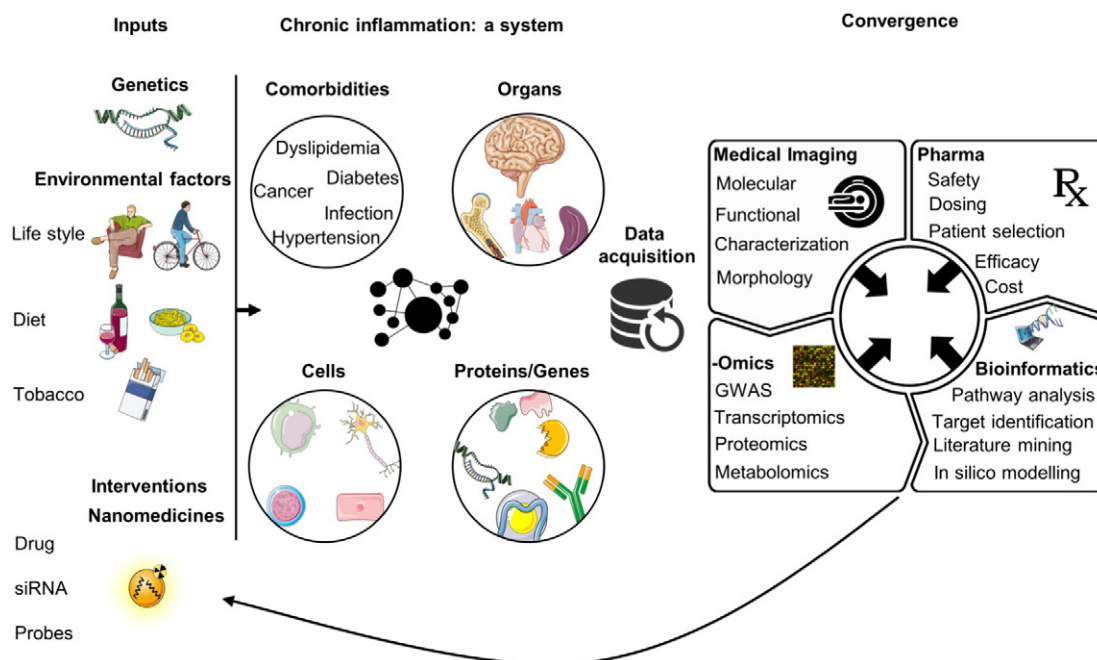 Inputs
Chronic inflammation: a system
Convergence
Genetics
Environmental factors
Life style
Diet
Tobacco
Interventions
Nanomedicines
Drug
siRNA
Probes
Comorbidities
Dyslipidemia
Diabetes
Cancer
Infection
Hypertension
Organs
Cells
Proteins/Genes
Data
acquisition
Medical Imaging
Molecular
Functional
Characterization
Morphology
Pharma
Rx
Safety
Dosing
Patient selection
Efficacy
Cost
-Omics
GWAS
Transcriptomics
Proteomics
Metabolomics
Bioinformatics
Pathway analysis
Target identification
Literature mining
In silico modelling